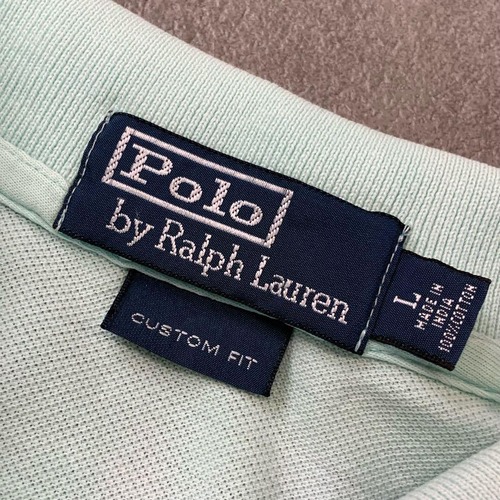 Polo
by Ralph Lauren
CUSTOM FIT
L
MADE IN
INDIA
100% COTTON